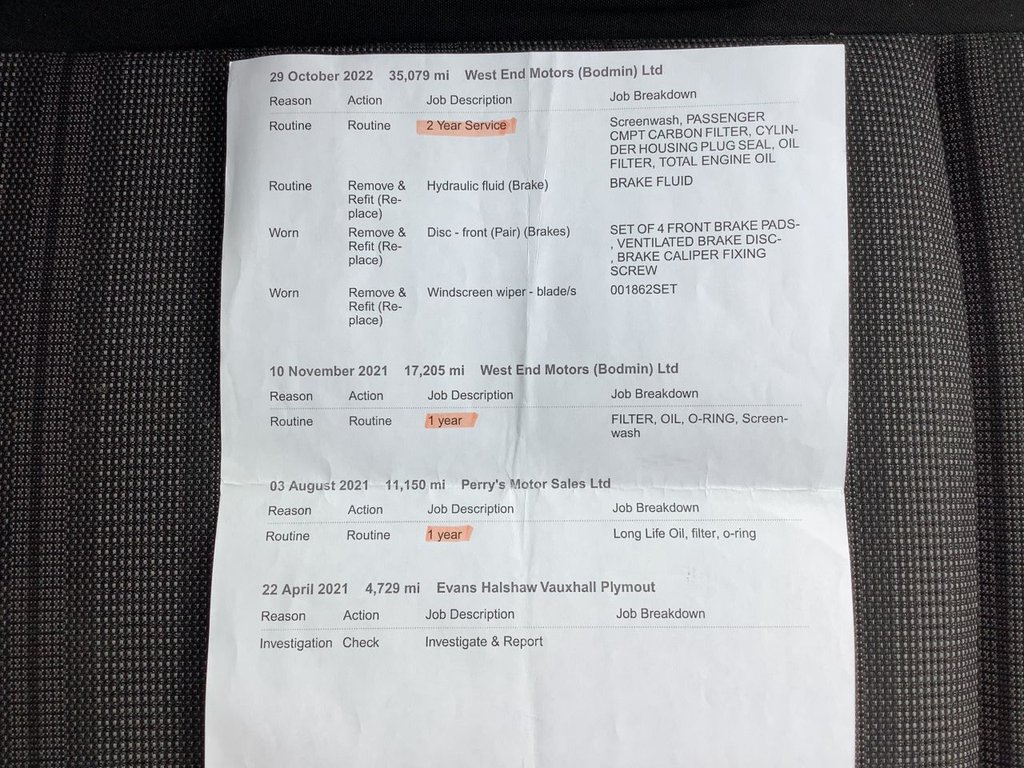 29 October 2022 35,079 mi West End Motors (Bodmin) Ltd
Reason Action Job Description Job Breakdown
Routine Routine 2 Year Service Screenwash, PASSENGER
CMPT CARBON FILTER, CYLIN-
DER HOUSING PLUG SEAL, OIL
FILTER, TOTAL ENGINE OIL
Routine Remove & Hydraulic fluid (Brake) BRAKE FLUID
Refit (Re-
place)
Worn Remove & Disc - front (Pair) (Brakes) SET OF 4 FRONT BRAKE PADS-
Refit (Re- , VENTILATED BRAKE DISC-
place) , BRAKE CALIPER FIXING
SCREW
Worn Remove & Windscreen wiper - blade/s 001862SET
Refit (Re-
place)
10 November 2021 17,205 mi West End Motors (Bodmin) Ltd
Reason Action Job Description Job Breakdown
Routine Routine 1 year FILTER, OIL, O-RING, Screen-
wash
03 August 2021 11,150 mi Perry's Motor Sales Ltd
Reason Action Job Description Job Breakdown
Routine Routine 1 year Long Life Oil, filter, o-ring
22 April 2021 4,729 mi Evans Halshaw Vauxhall Plymout
Reason Action Job Description Job Breakdown
Investigation Check Investigate & Report